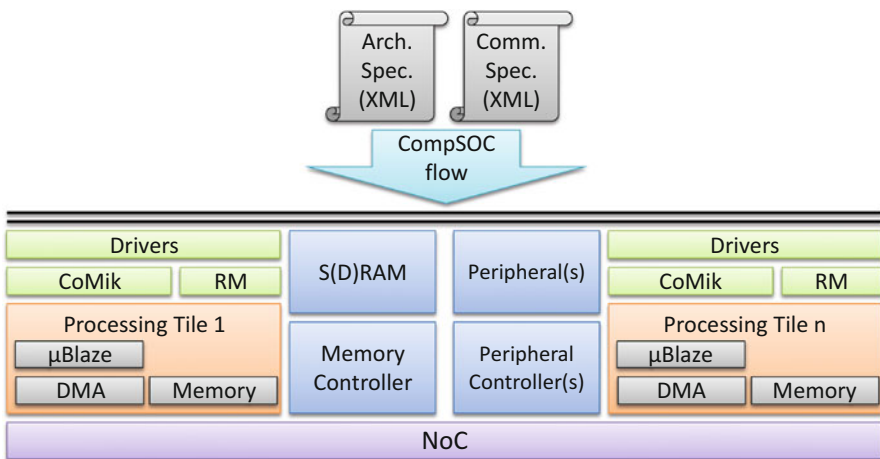 Arch.
Spec.
(XML)
Comm.
Spec.
(XML)
CompSOC
flow
Drivers
CoMik
RM
Processing Tile 1
µBlaze
DMA
Memory
S(D)RAM
Memory
Controller
Peripheral(s)
Peripheral
Controller(s)
Drivers
CoMik
RM
Processing Tile n
µBlaze
DMA
Memory
NoC